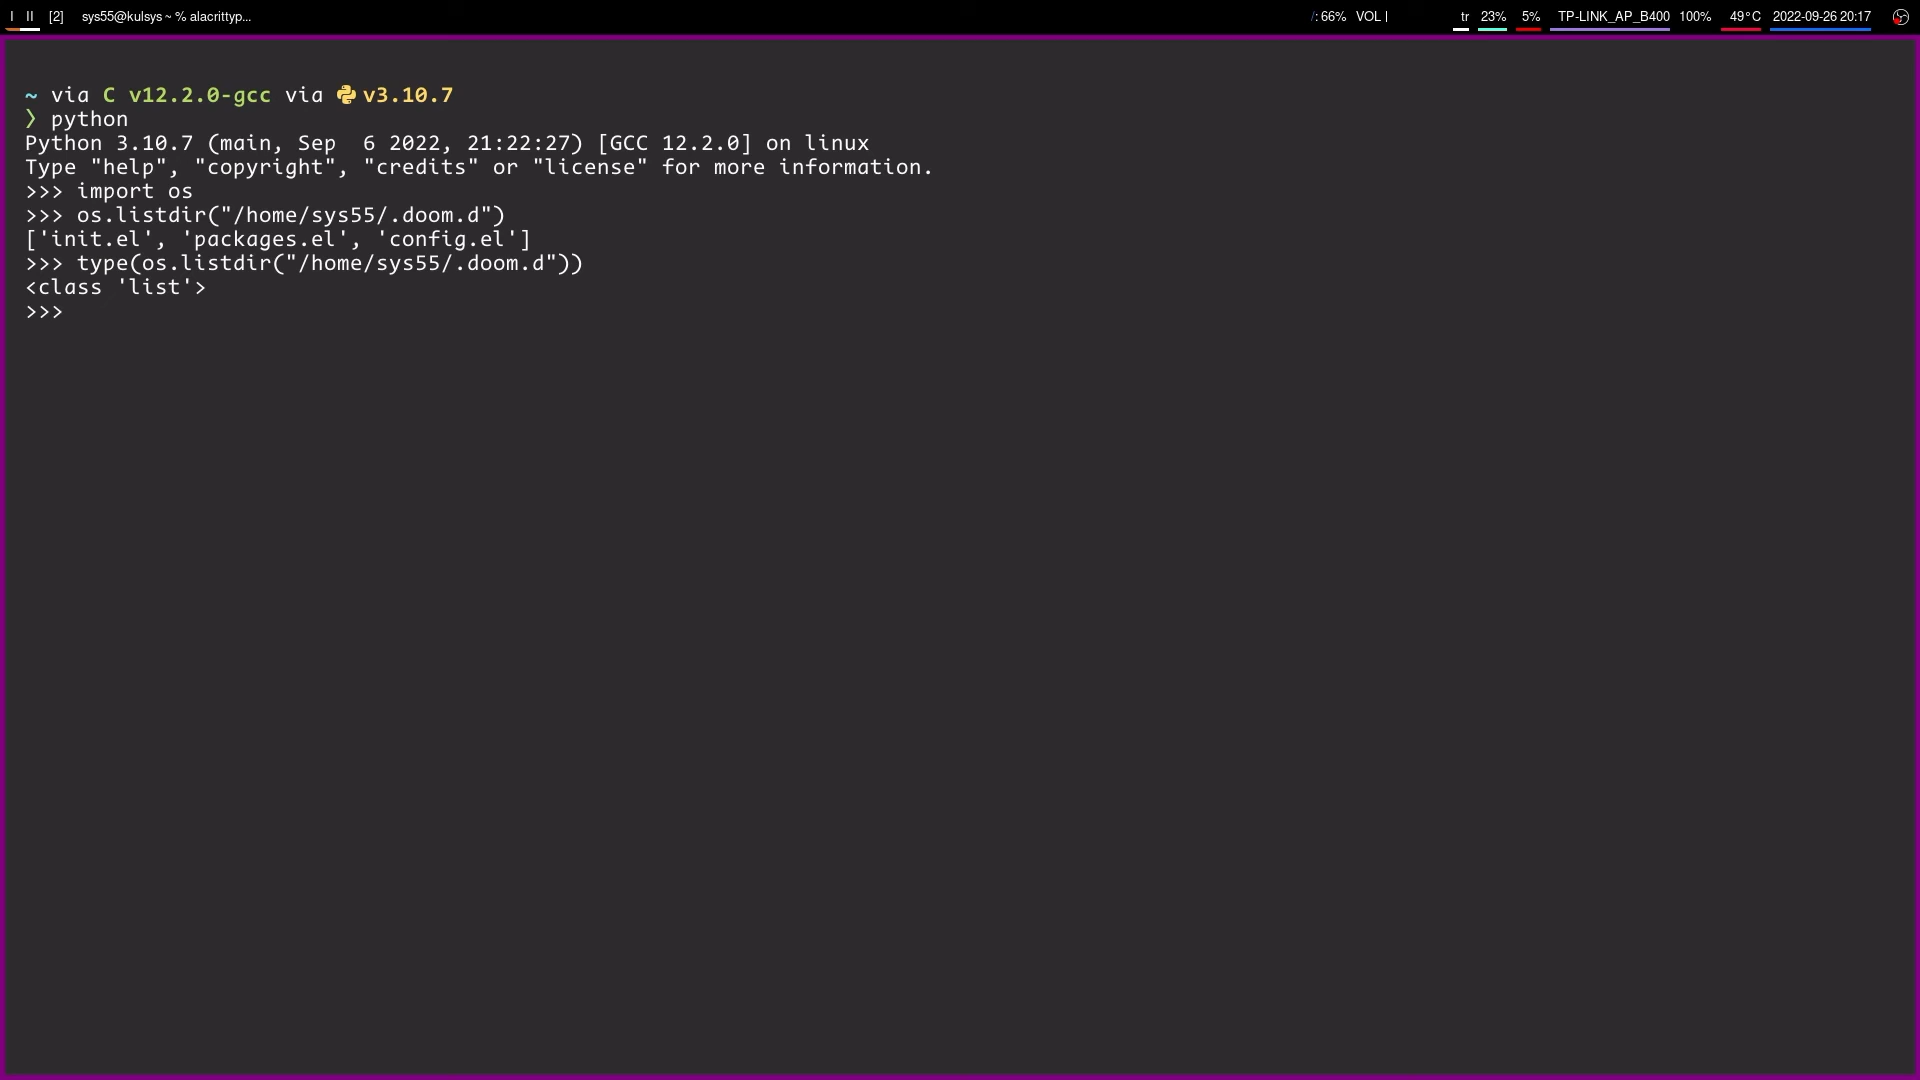 I II [2] sys55@kulsys ~ % alacrittyp... /: 66% VOL | tr 23% 5% TP-LINK_AP_B400 100% 49°C 2022-09-26 20:17
~ via C v12.2.0-gcc via v3.10.7
❯ python
Python 3.10.7 (main, Sep  6 2022, 21:22:27) [GCC 12.2.0] on linux
Type "help", "copyright", "credits" or "license" for more information.
>>> import os
>>> os.listdir("/home/sys55/.doom.d")
['init.el', 'packages.el', 'config.el']
>>> type(os.listdir("/home/sys55/.doom.d"))
<class 'list'>
>>>